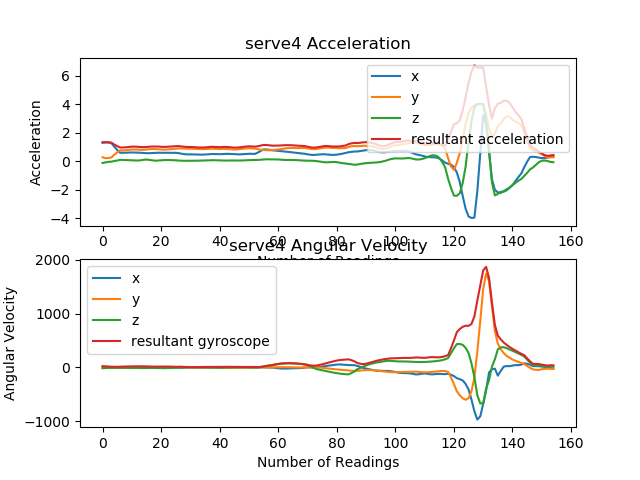 serve4 Acceleration
Acceleration
6
4
2
0
−2
−4
x
y
z
resultant acceleration
0 20 40 60 80 100 120 140 160
Number of Readings
serve4 Angular Velocity
Angular Velocity
2000
1000
0
−1000
x
y
z
resultant gyroscope
0 20 40 60 80 100 120 140 160
Number of Readings